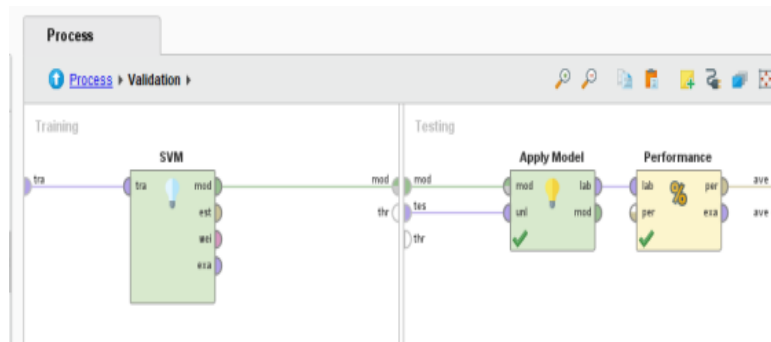 Process
Process ▸ Validation ▸
Training
Testing
SVM
Apply Model
Performance
tra
tra
mod
est
wei
exa
mod
thr
mod
tes
thr
mod
unl
lab
mod
lab
per
per
exa
ave
ave